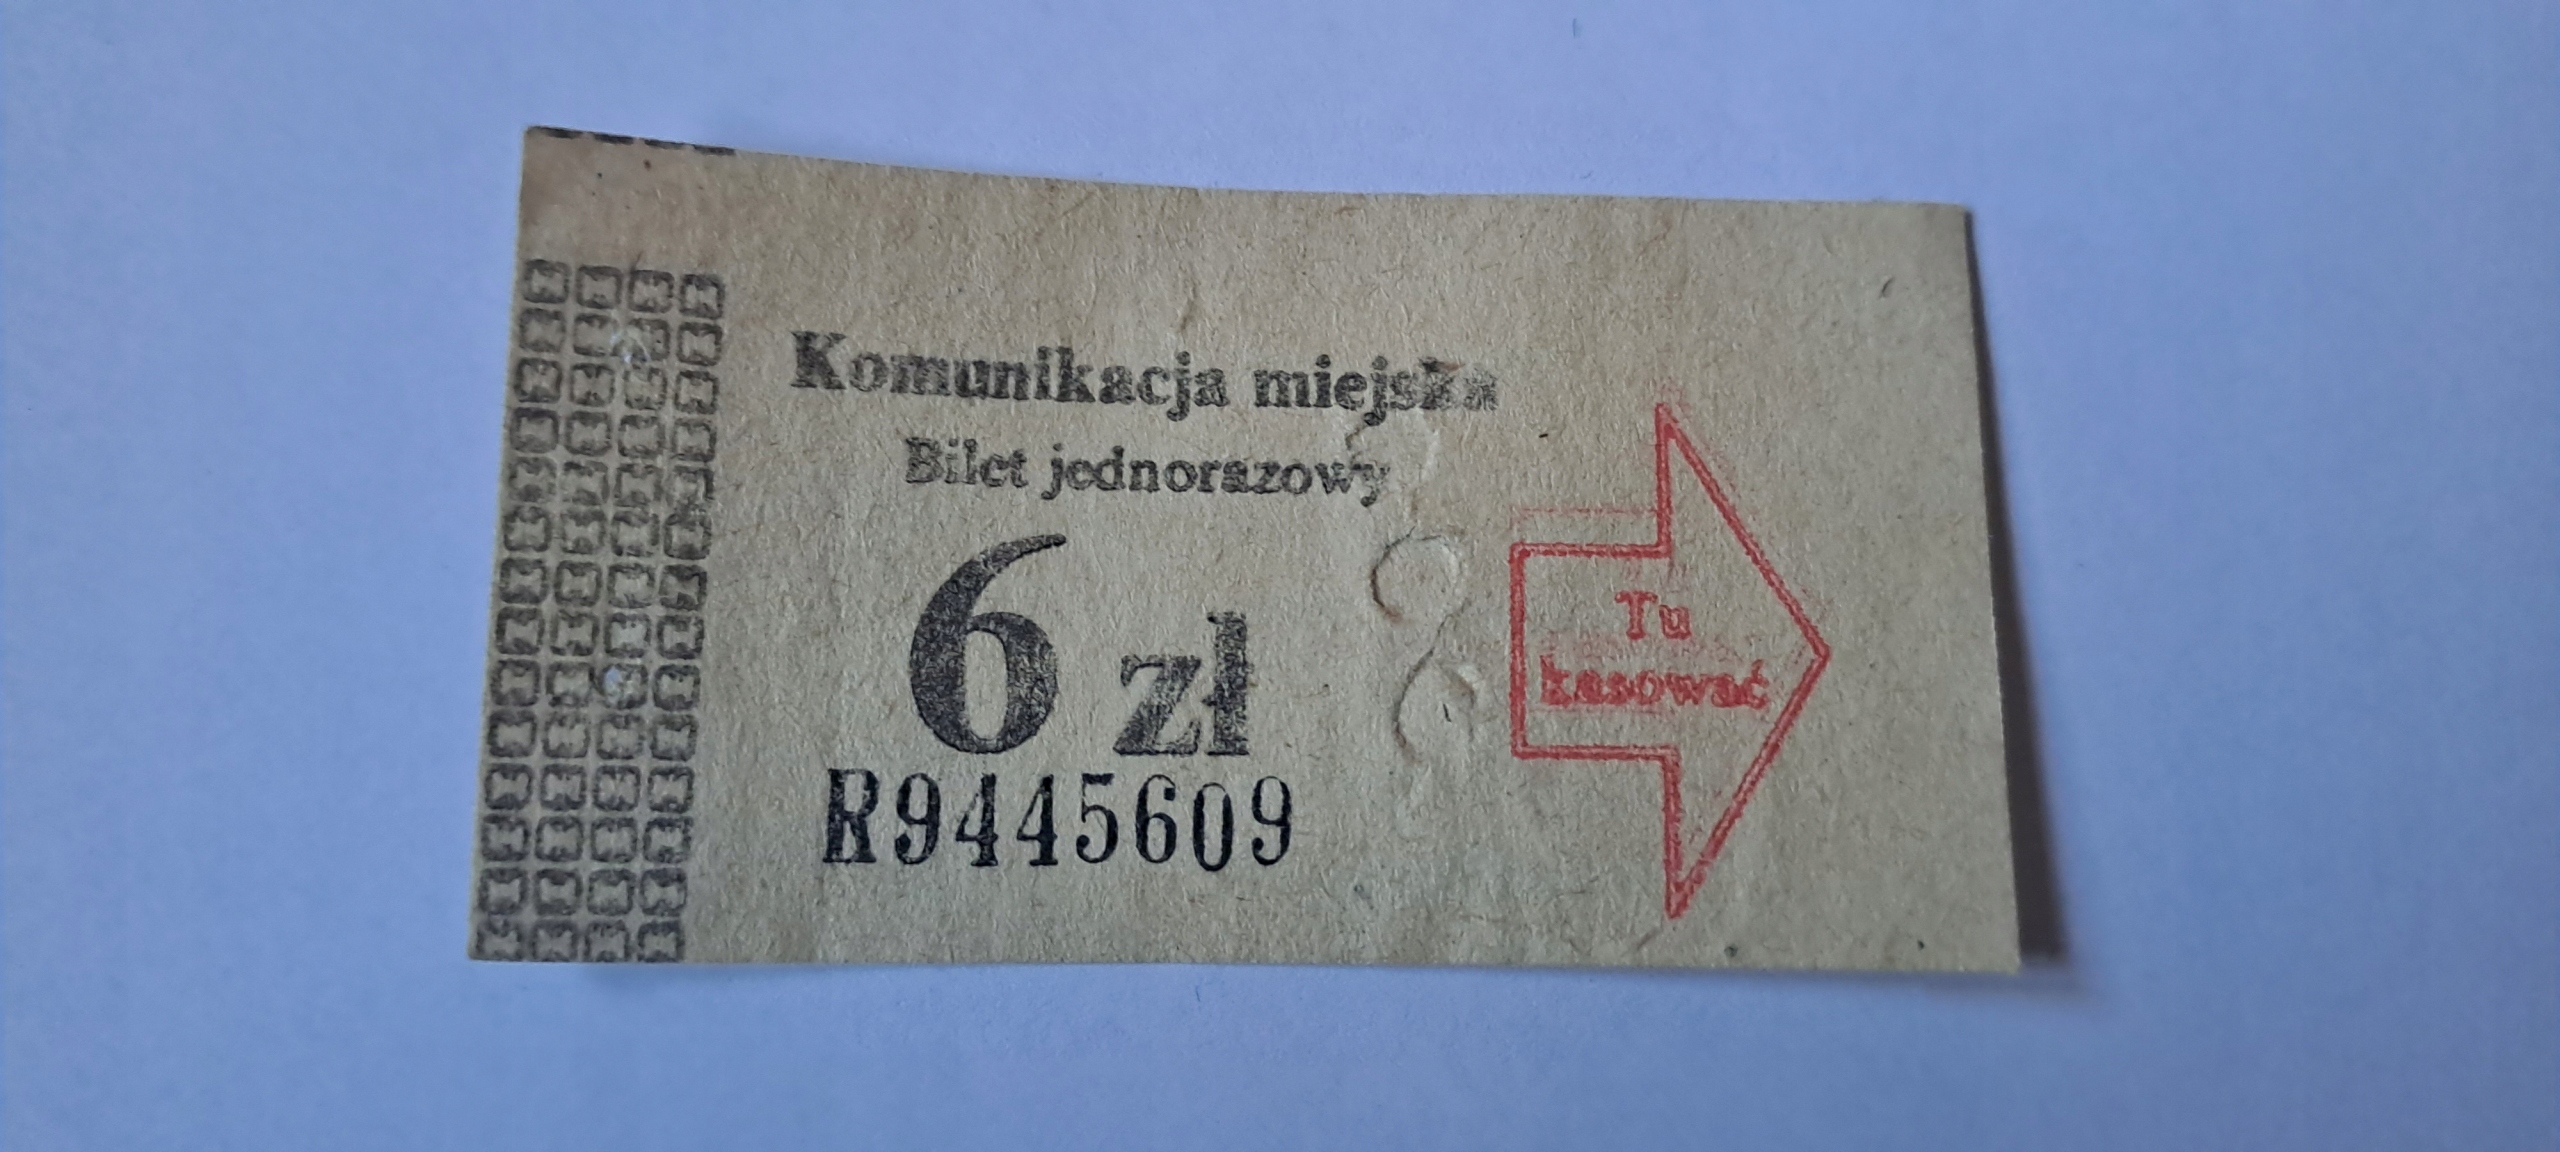 Komunikacja miejska
Bilet jednorazowy
6 zł
R9445609
Tu
kasować